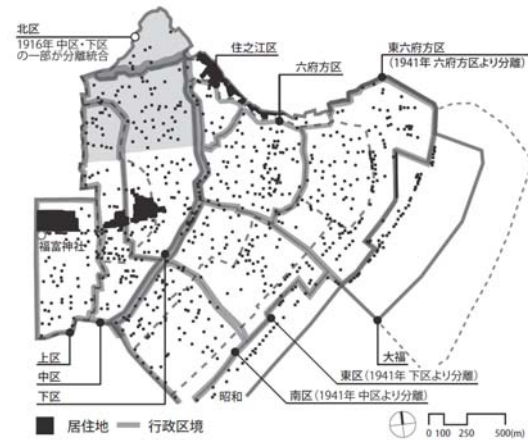 北区
1916年 中区・下区
の一部が分離統合
住之江区
六府方区
東六府方区
(1941年 六府方区より分離)
福富神社
上区
中区
下区
昭和
大福
東区(1941年 下区より分離)
南区(1941年 中区より分離)
居住地
行政区境
0 100 250 500(m)